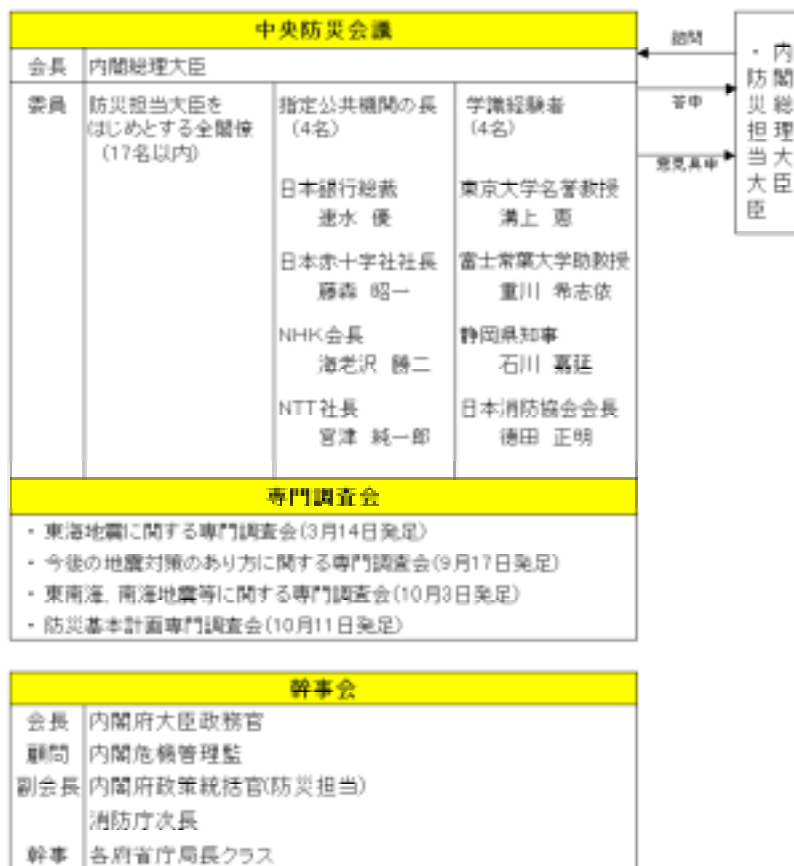 中央防災会議
会長 内閣総理大臣
委員 防災担当大臣を
はじめとする全閣僚
(17名以内)
指定公共機関の長
(4名)
日本銀行総裁
速水 優
日本赤十字社社長
藤森 昭一
NHK会長
海老沢 勝二
NTT社長
宮津 純一郎
学識経験者
(4名)
東京大学名誉教授
溝上 恵
富士常葉大学助教授
重川 希志依
静岡県知事
石川 嘉延
日本消防協会会長
徳田 正明
諮問
答申
意見具申
・内閣総理大臣
防災担当大臣
専門調査会
・東海地震に関する専門調査会(3月14日発足)
・今後の地震対策のあり方に関する専門調査会(9月17日発足)
・東南海、南海地震等に関する専門調査会(10月3日発足)
・防災基本計画専門調査会(10月11日発足)
幹事会
会長 内閣府大臣政務官
顧問 内閣危機管理監
副会長 内閣府政策統括官(防災担当)
消防庁次長
幹事 各府省庁局長クラス